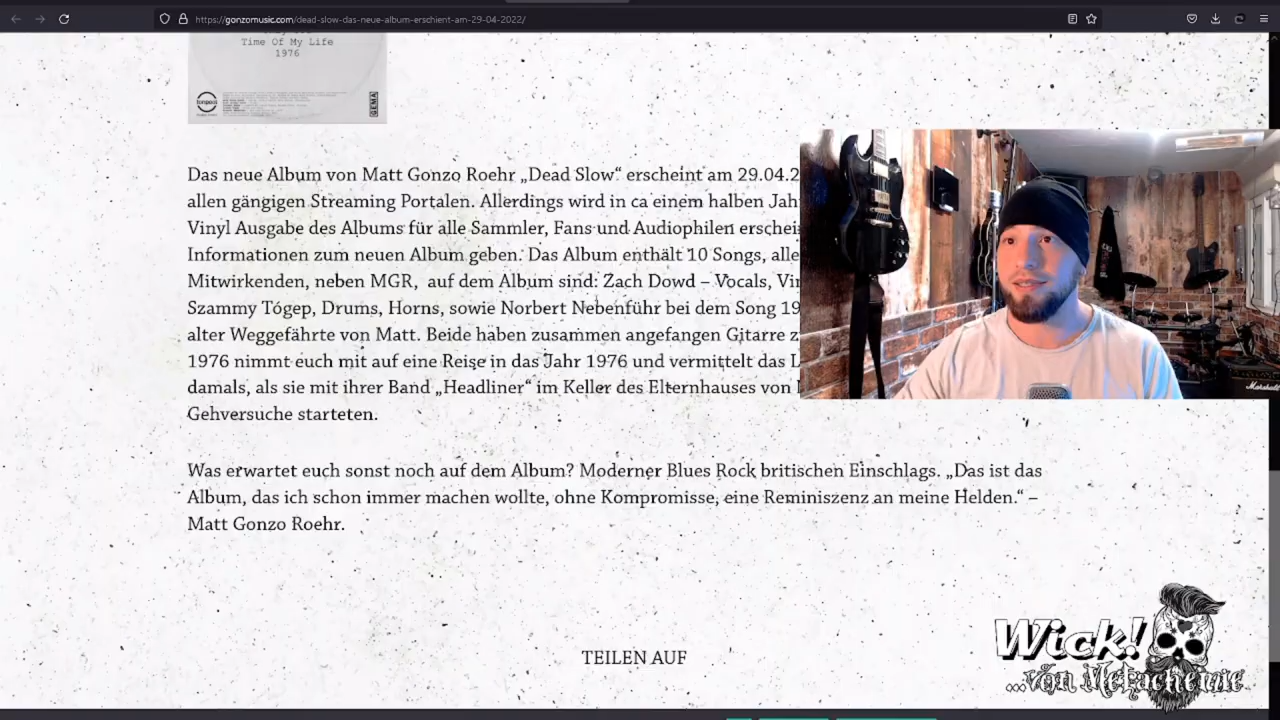 https://gonzomusic.com/dead-slow-das-neue-album-erschient-am-29-04-2022/
Time Of My Life
1976
GEMA
Das neue Album von Matt Gonzo Roehr „Dead Slow“ erscheint am 29.04.2
allen gängigen Streaming Portalen. Allerdings wird in ca einem halben Jah
Vinyl Ausgabe des Albums für alle Sammler, Fans und Audiophilen erschei
Informationen zum neuen Album geben. Das Album enthält 10 Songs, alle
Mitwirkenden, neben MGR, auf dem Album sind: Zach Dowd – Vocals, Vin
Szammy Tógep, Drums, Horns, sowie Norbert Nebenführ bei dem Song 19
alter Weggefährte von Matt. Beide haben zusammen angefangen Gitarre z
1976 nimmt euch mit auf eine Reise in das Jahr 1976 und vermittelt das L
damals, als sie mit ihrer Band „Headliner“ im Keller des Elternhauses von
Gehversuche starteten.
Marshall
Was erwartet euch sonst noch auf dem Album? Moderner Blues Rock britischen Einschlags. „Das ist das
Album, das ich schon immer machen wollte, ohne Kompromisse, eine Reminiszenz an meine Helden.“ –
Matt Gonzo Roehr.
TEILEN AUF
Wick!
...von Metachemie